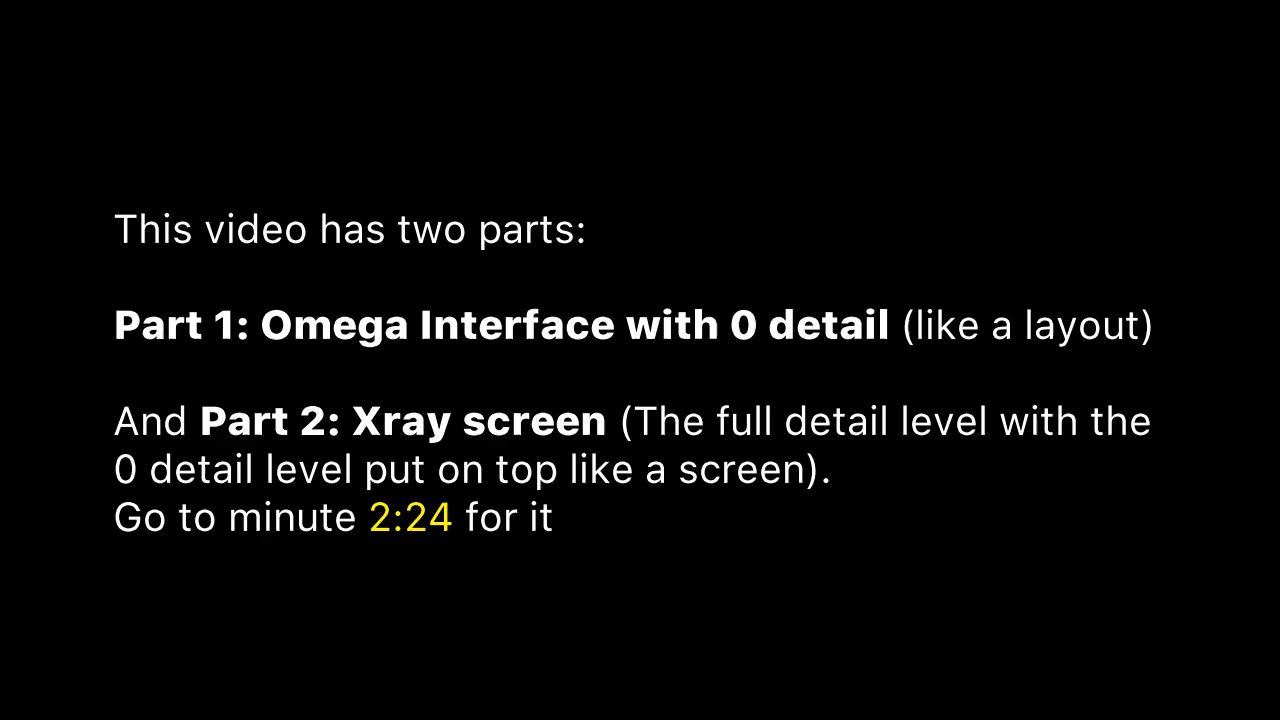 This video has two parts:
Part 1: Omega Interface with 0 detail (like a layout)
And Part 2: Xray screen (The full detail level with the
0 detail level put on top like a screen).
Go to minute 2:24 for it